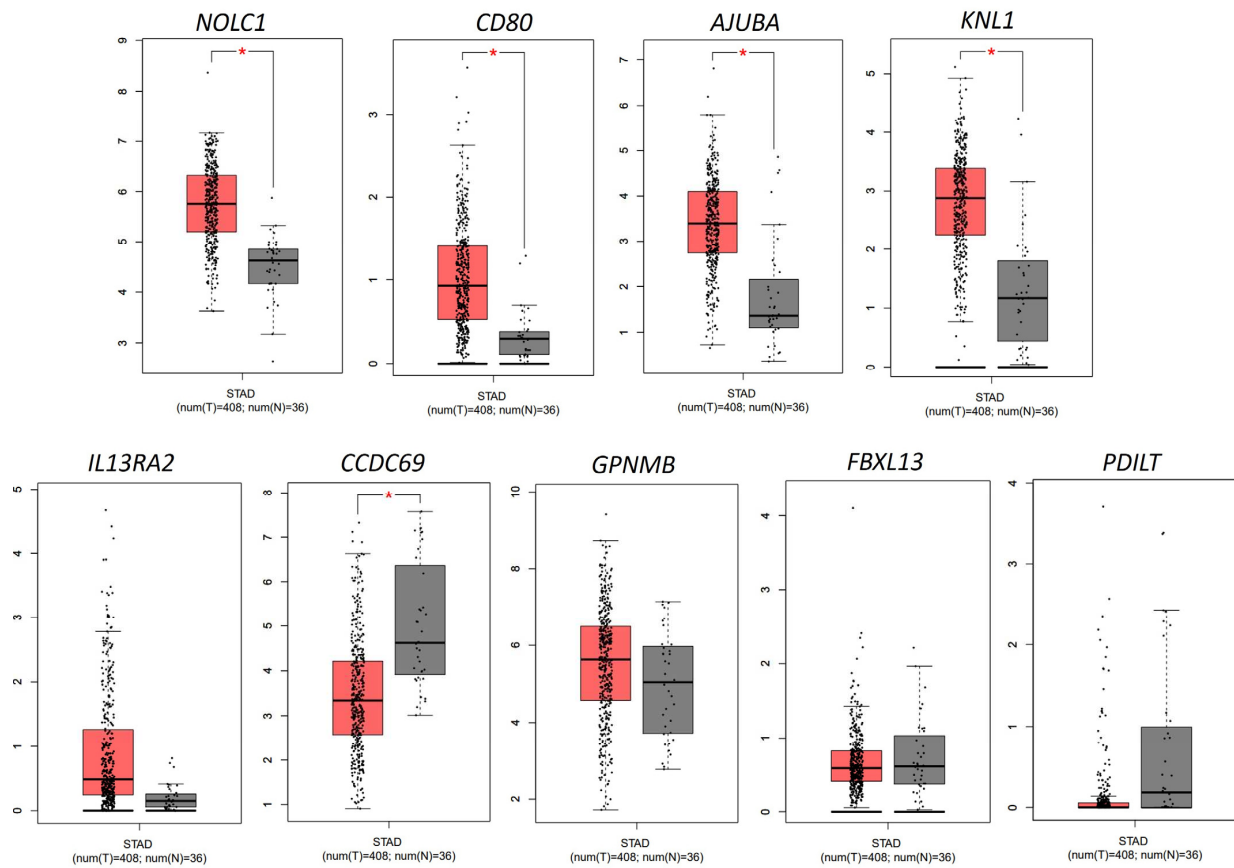 NOLC1 CD80 AJUBA KNL1
9
8
7
6
5
4
3
*
STAD
(num(T)=408; num(N)=36)
3
2
1
0
*
STAD
(num(T)=408; num(N)=36)
7
6
5
4
3
2
1
*
STAD
(num(T)=408; num(N)=36)
5
4
3
2
1
0
*
STAD
(num(T)=408; num(N)=36)
IL13RA2 CCDC69 GPNMB FBXL13 PDILT
5
4
3
2
1
0
STAD
(num(T)=408; num(N)=36)
8
7
6
5
4
3
2
1
*
STAD
(num(T)=408; num(N)=36)
10
8
6
4
2
STAD
(num(T)=408; num(N)=36)
4
3
2
1
0
STAD
(num(T)=408; num(N)=36)
4
3
2
1
0
STAD
(num(T)=408; num(N)=36)